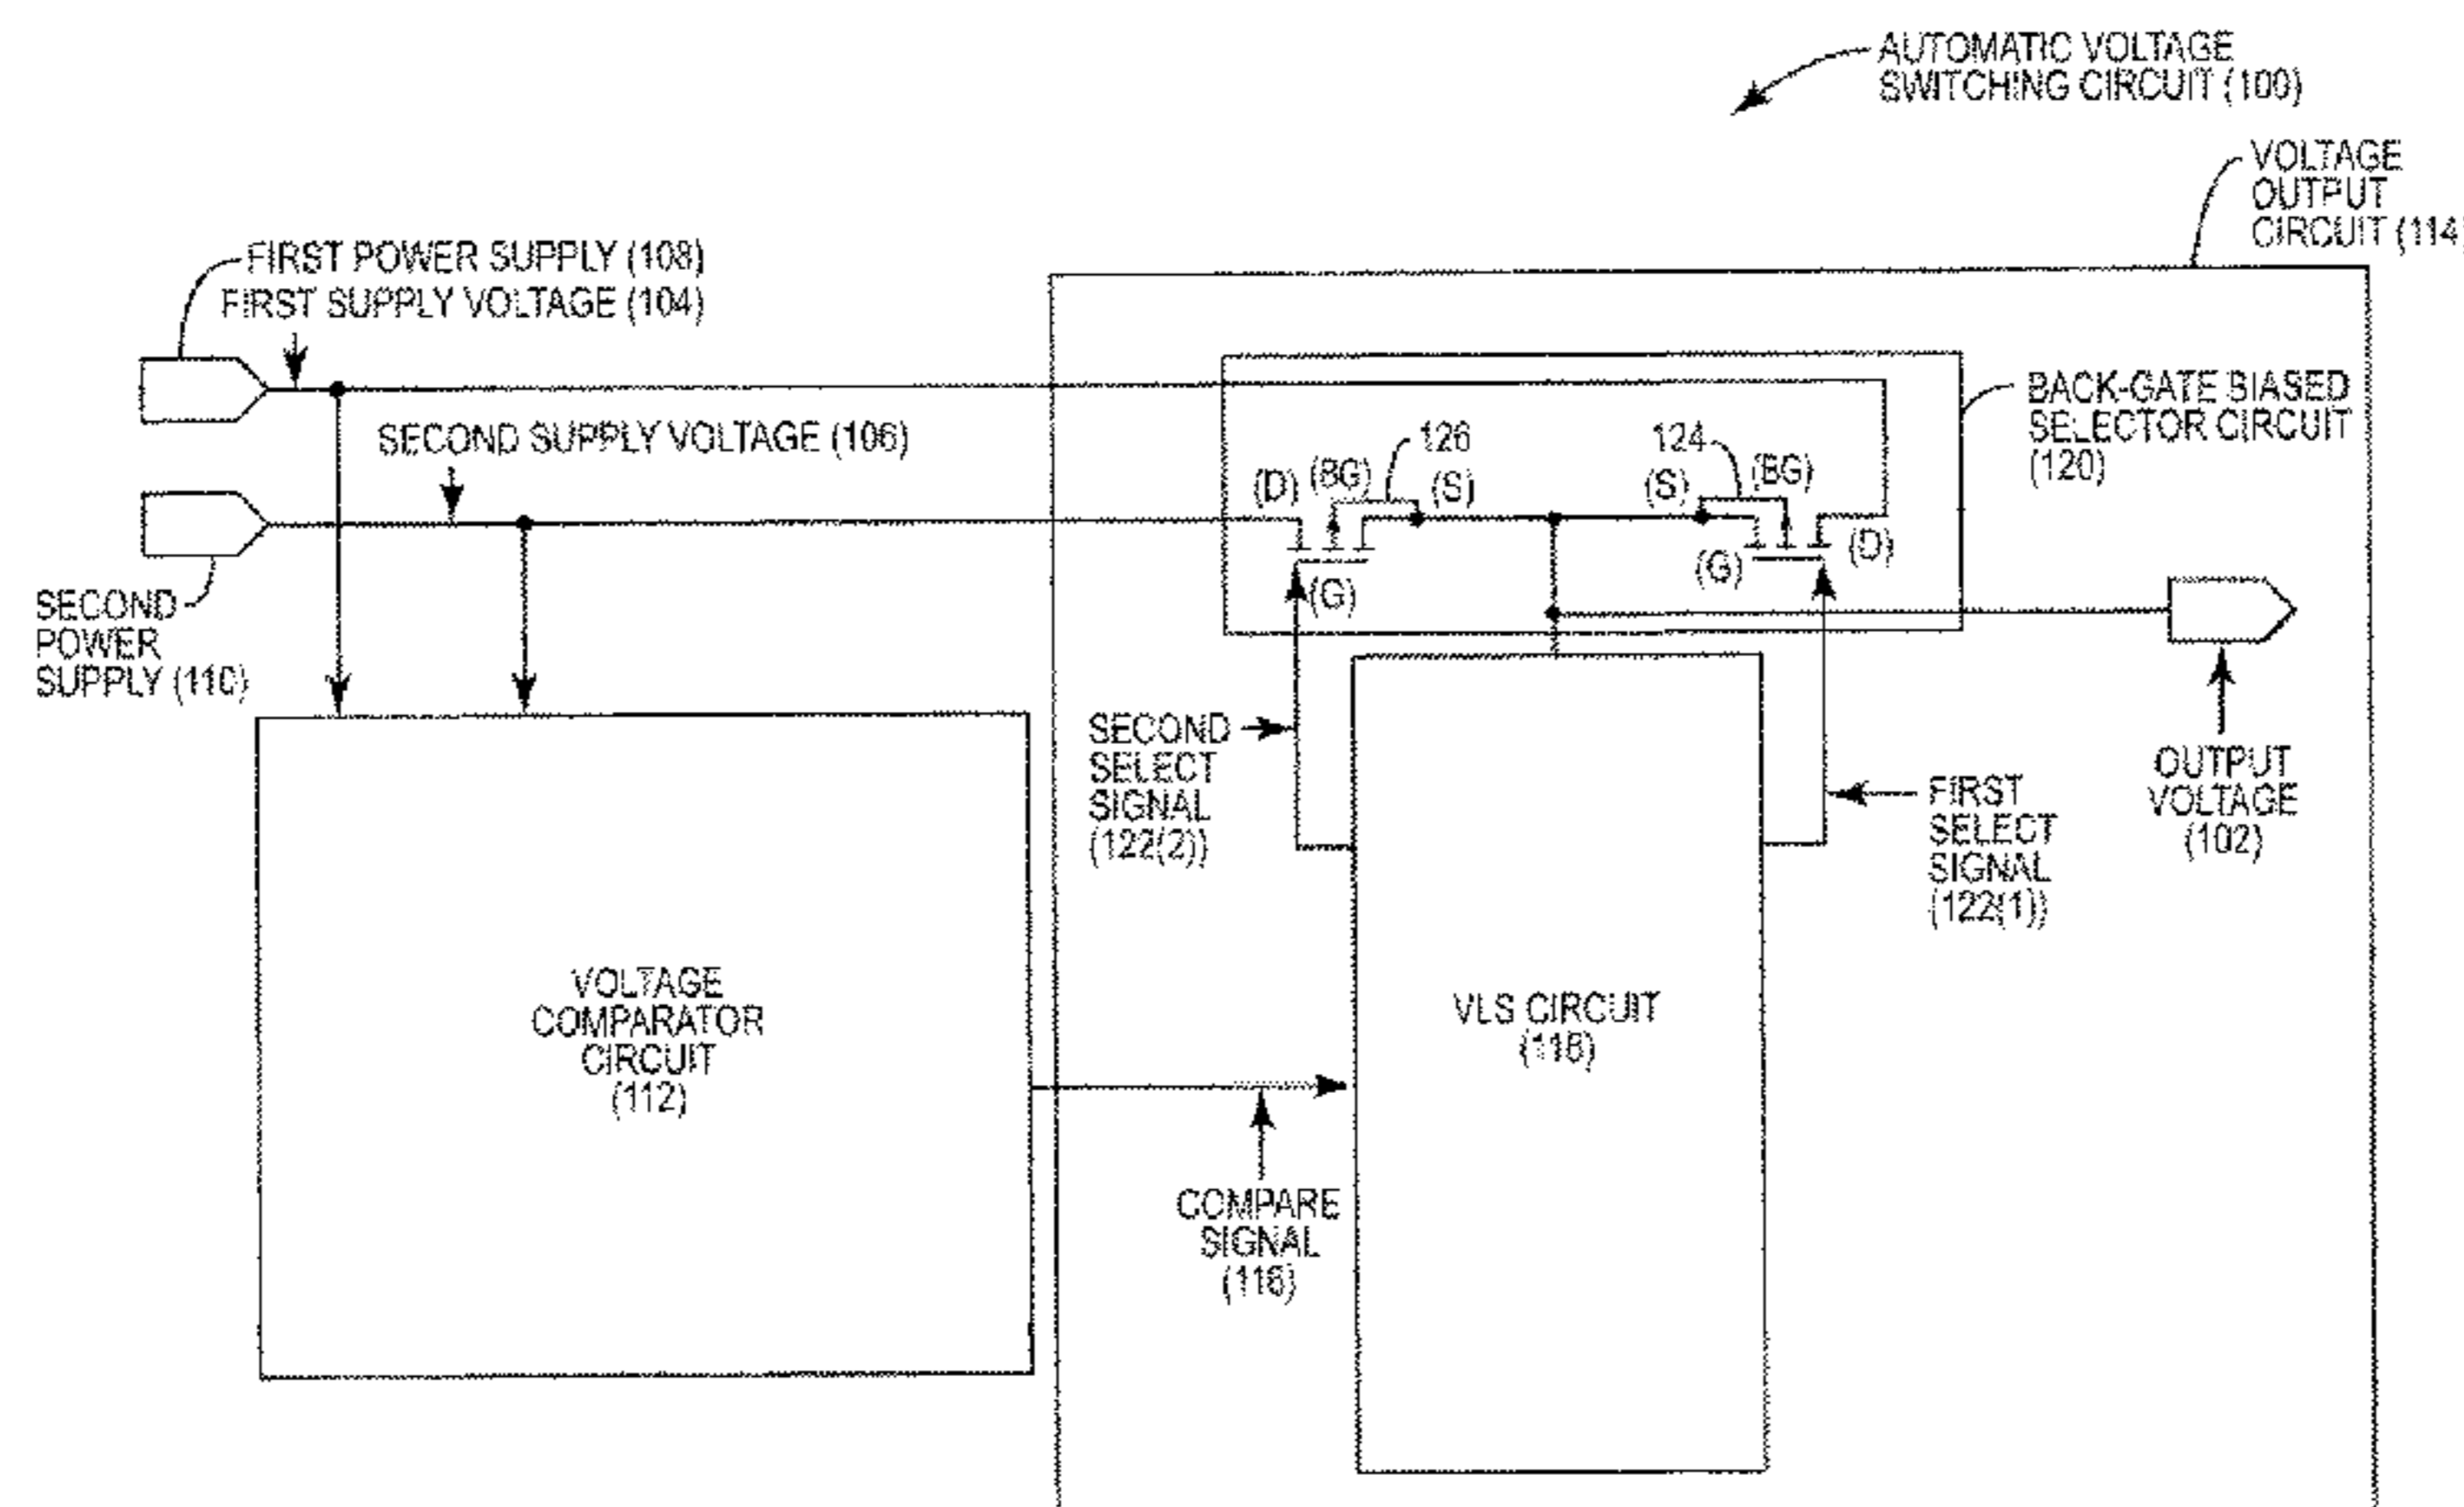 AUTOMATIC VOLTAGE
SWITCHING CIRCUIT (100)
VOLTAGE
OUTPUT
CIRCUIT (114)
FIRST POWER SUPPLY (108)
FIRST SUPPLY VOLTAGE (104)
SECOND SUPPLY VOLTAGE (106)
BACK-GATE BIASED
SELECTOR CIRCUIT
(120)
126
124
(D)
(BG)
(S)
(S)
(BG)
(G)
(G)
(D)
SECOND
POWER
SUPPLY (110)
SECOND
SELECT
SIGNAL
(122(2))
FIRST
SELECT
SIGNAL
(122(1))
OUTPUT
VOLTAGE
(102)
VOLTAGE
COMPARATOR
CIRCUIT
(112)
VLS CIRCUIT
(118)
COMPARE
SIGNAL
(116)